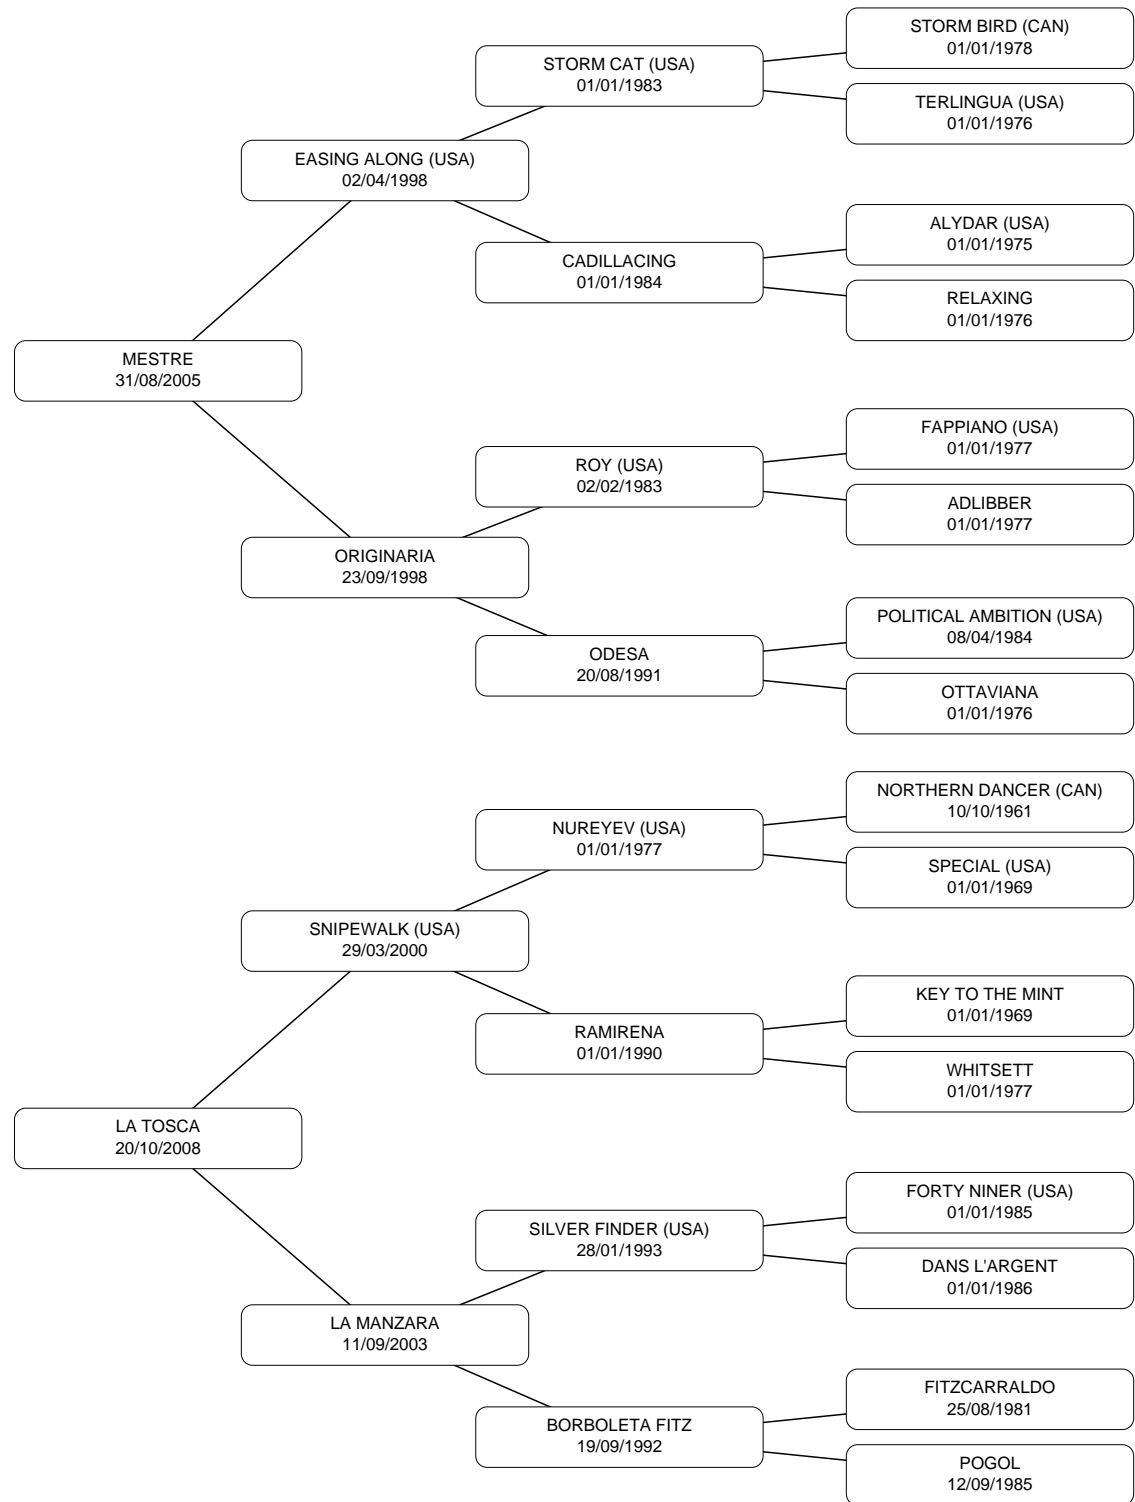 STORM BIRD (CAN)
01/01/1978
STORM CAT (USA)
01/01/1983
TERLINGUA (USA)
01/01/1976
EASING ALONG (USA)
02/04/1998
ALYDAR (USA)
01/01/1975
CADILLACING
01/01/1984
RELAXING
01/01/1976
MESTRE
31/08/2005
FAPPIANO (USA)
01/01/1977
ROY (USA)
02/02/1983
ADLIBBER
01/01/1977
ORIGINARIA
23/09/1998
POLITICAL AMBITION (USA)
08/04/1984
ODESA
20/08/1991
OTTAVIANA
01/01/1976
NORTHERN DANCER (CAN)
10/10/1961
NUREYEV (USA)
01/01/1977
SPECIAL (USA)
01/01/1969
SNIPEWALK (USA)
29/03/2000
KEY TO THE MINT
01/01/1969
RAMIRENA
01/01/1990
WHITSETT
01/01/1977
LA TOSCA
20/10/2008
FORTY NINER (USA)
01/01/1985
SILVER FINDER (USA)
28/01/1993
DANS L'ARGENT
01/01/1986
LA MANZARA
11/09/2003
FITZCARRALDO
25/08/1981
BORBOLETA FITZ
19/09/1992
POGOL
12/09/1985